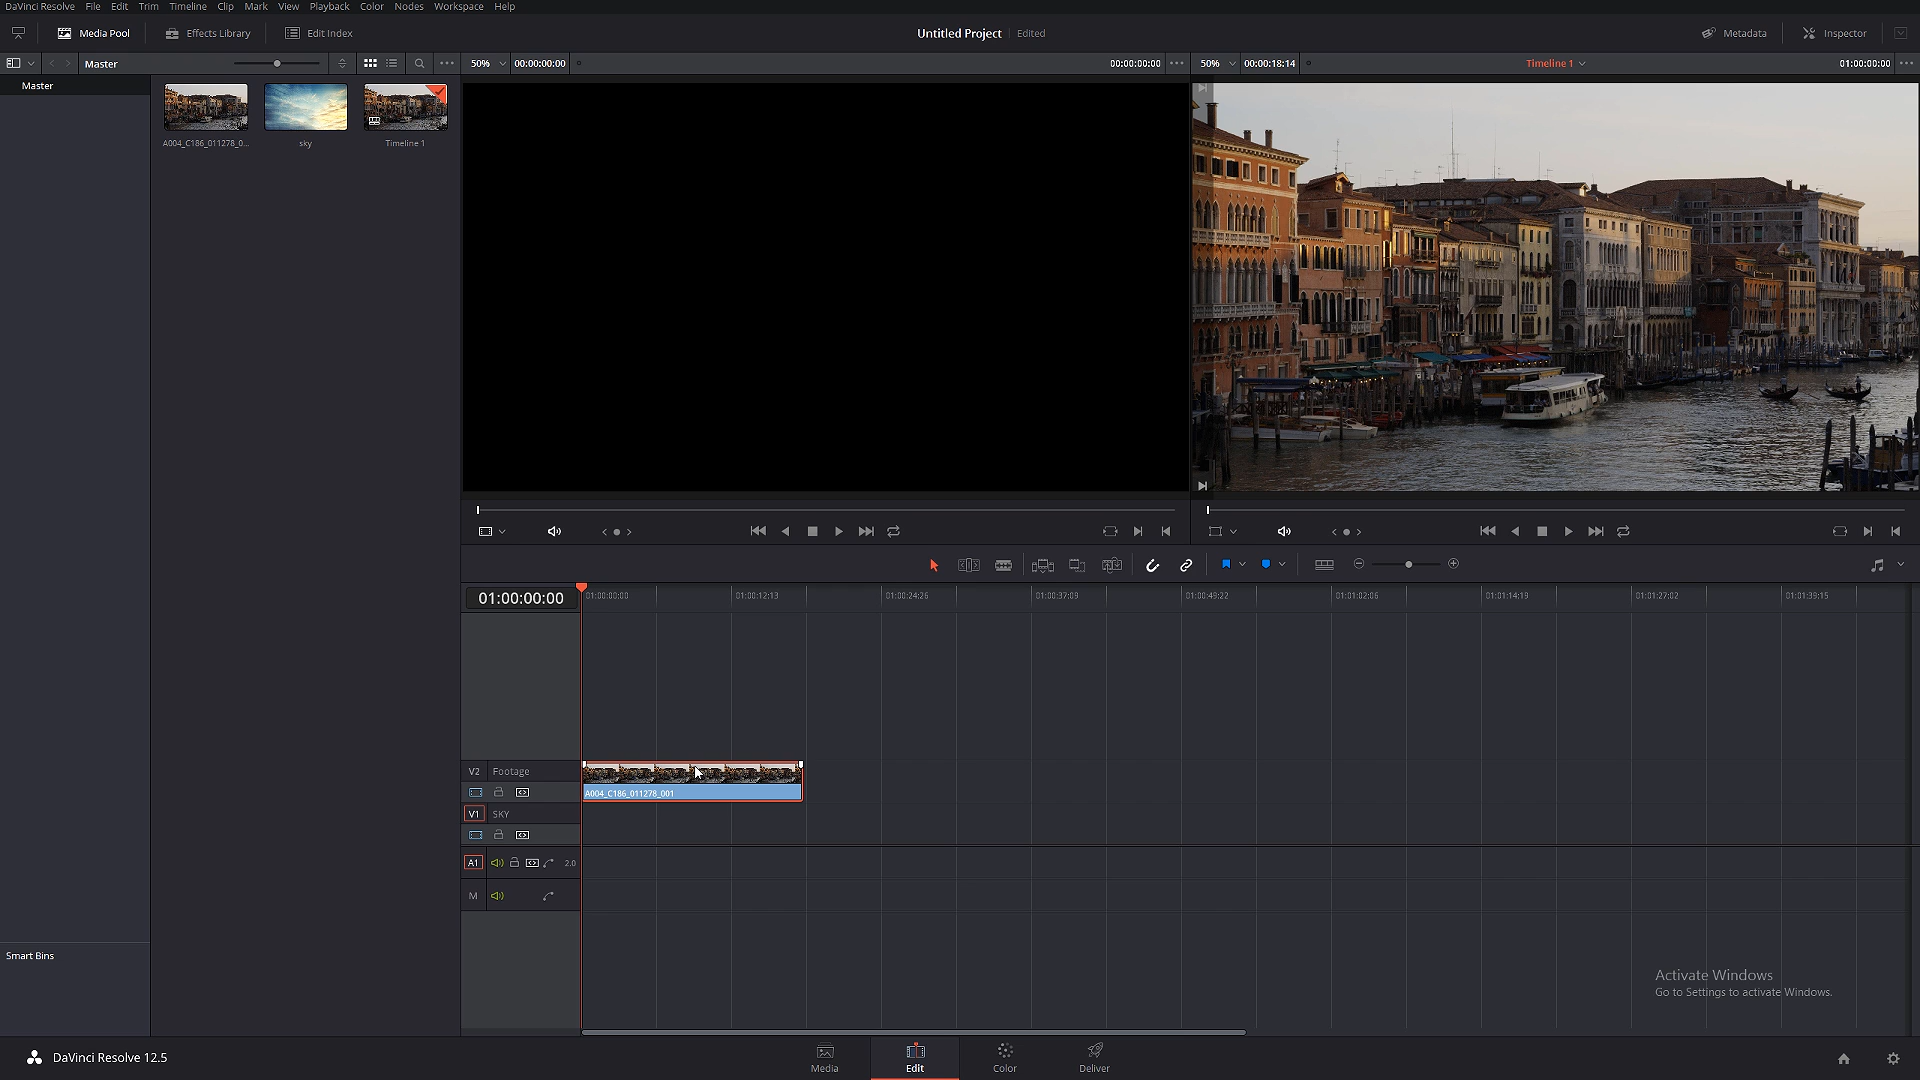 DaVinci Resolve File Edit Trim Timeline Clip Mark View Playback Color Nodes Workspace Help
Media Pool Effects Library Edit Index Untitled Project Edited Metadata Inspector
Master 50% 00:00:00:00 00:00:00:00 50% 00:00:18:14 Timeline 1 01:00:00:00
Master
A004_C186_011278_0... sky Timeline 1
01:00:00:00 01:00:00:00 01:00:12:13 01:00:24:26 01:00:37:09 01:00:49:22 01:01:02:05 01:01:14:19 01:01:27:02 01:01:39:15
V2 Footage
A004_C186_011278_001
V1 SKY
A1 2.0
M
Smart Bins
Activate Windows
Go to Settings to activate Windows.
DaVinci Resolve 12.5 Media Edit Color Deliver